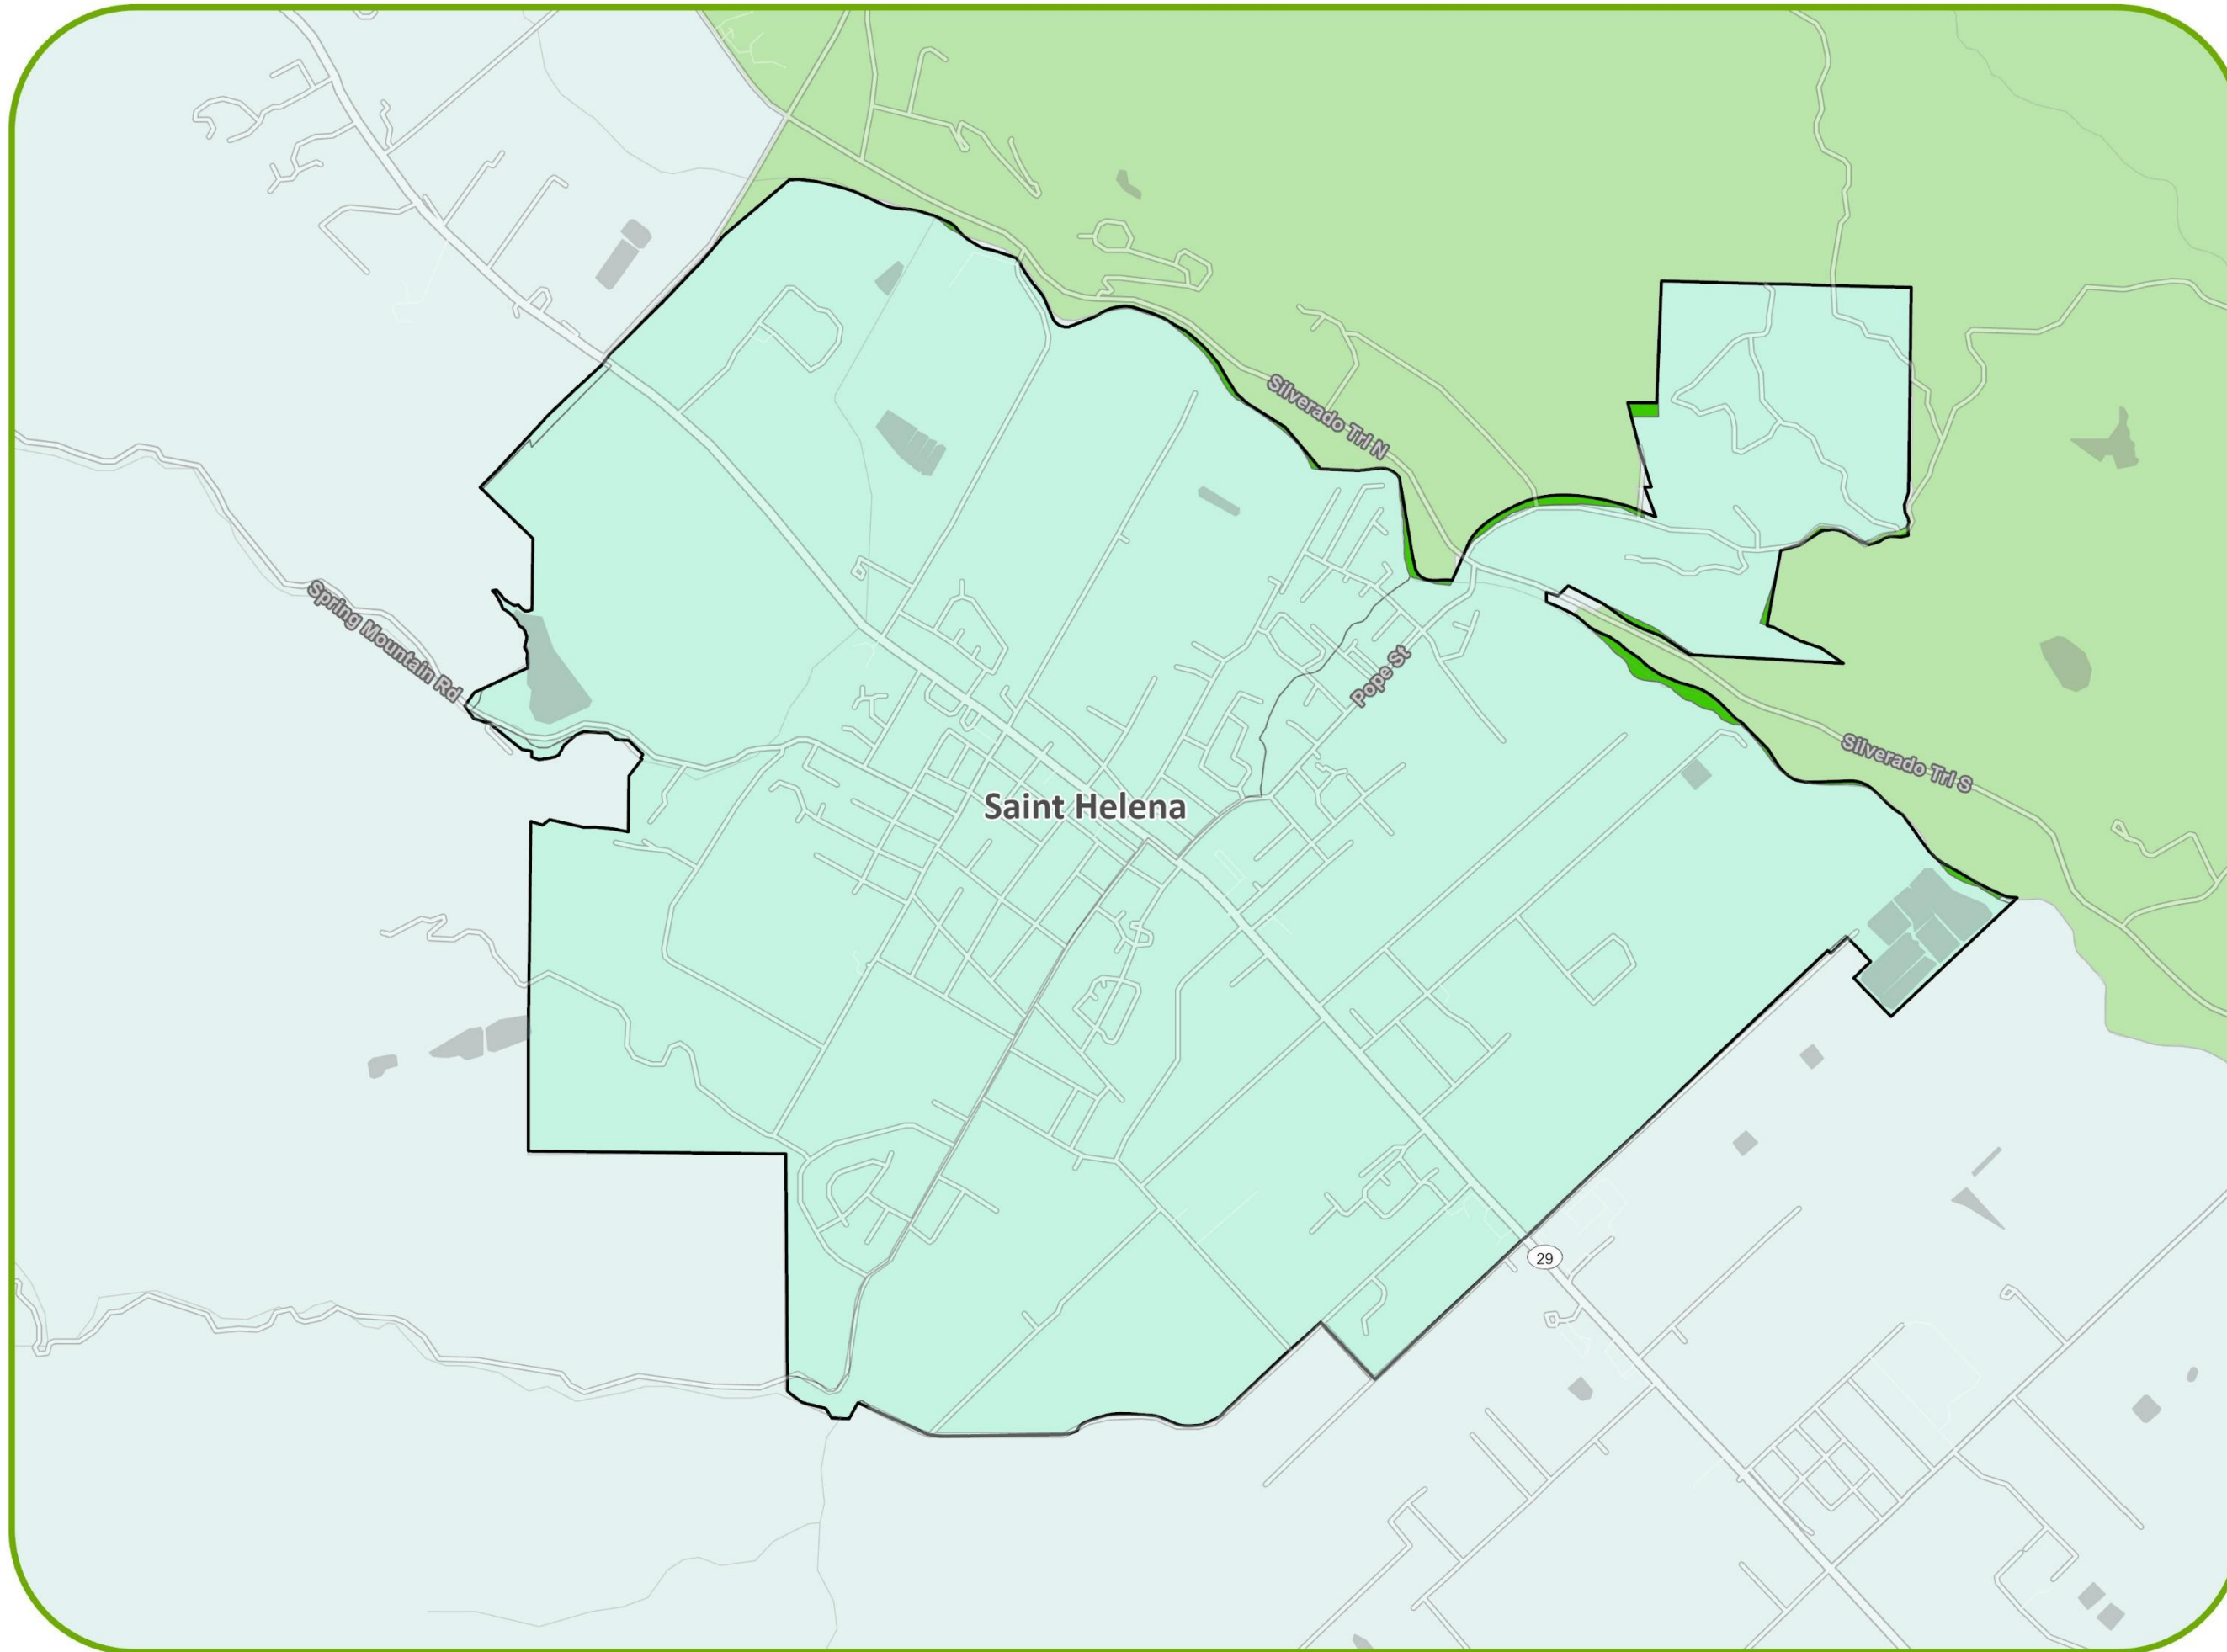 Silverado Trl N
Spring Mountain Rd
Pope St
Silverado Trl S
Saint Helena
29